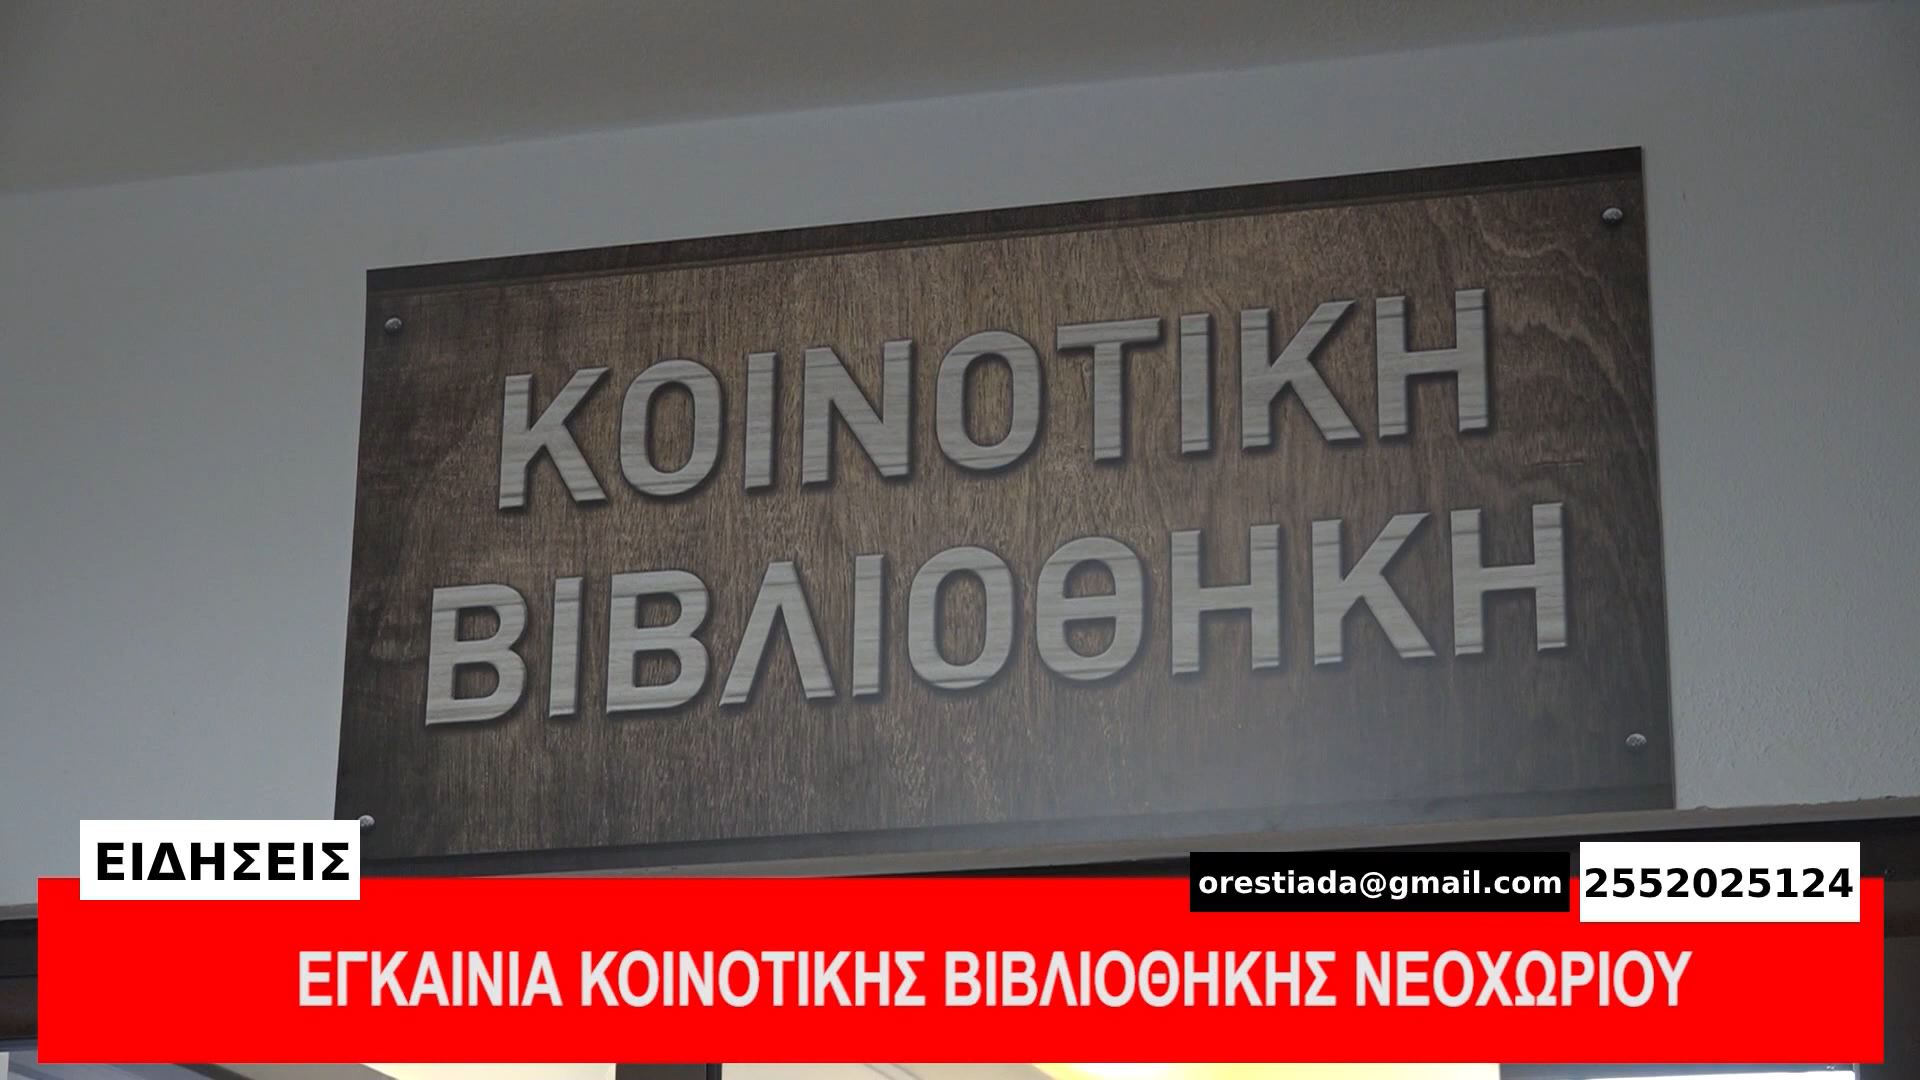 ΚΟΙΝΟΤΙΚΗ
ΒΙΒΛΙΟΘΗΚΗ
ΕΙΔΗΣΕΙΣ
orestiada@gmail.com
2552025124
ΕΓΚΑΙΝΙΑ ΚΟΙΝΟΤΙΚΗΣ ΒΙΒΛΙΟΘΗΚΗΣ ΝΕΟΧΩΡΙΟΥ